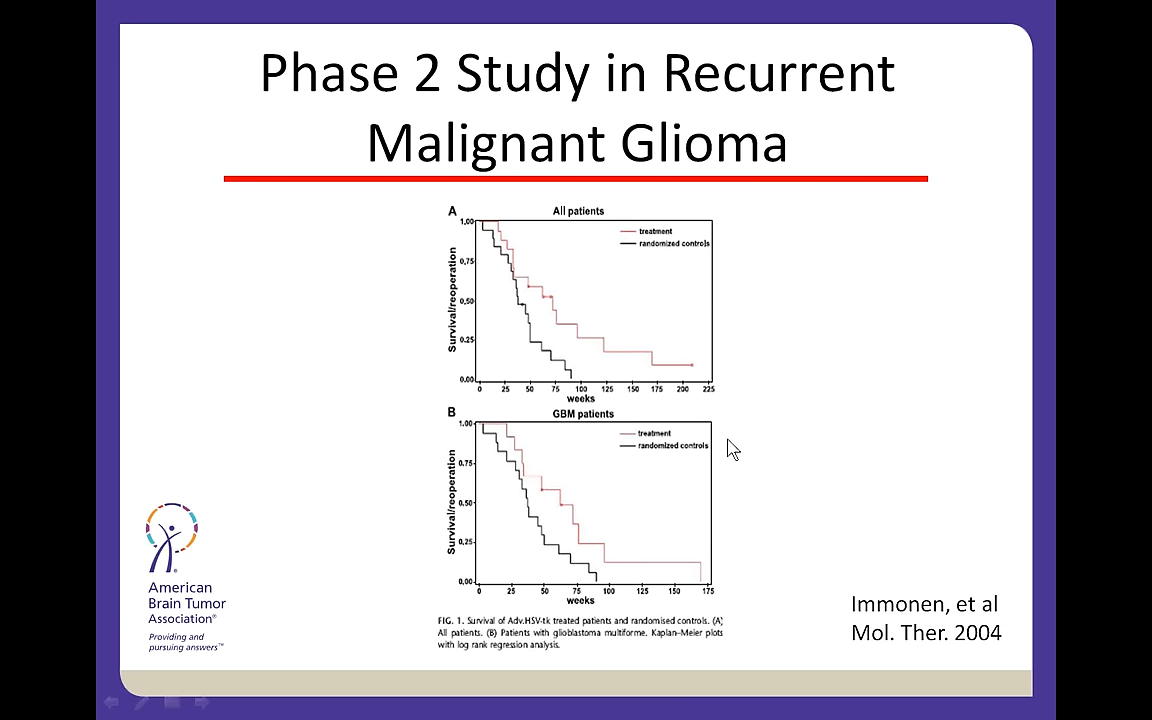 Phase 2 Study in Recurrent
Malignant Glioma
A
All patients
1,00
0,75
0,50
0.25
0.00
Survival/reoperation
treatment
randomized controls
0 25 50 75 100 125 150 175 200 225
weeks
B
GBM patients
1.00
0.75
0.50
0,25
0,00
Survival/reoperation
treatment
randomized controls
0 25 50 75 100 125 150 175
weeks
FIG. 1. Survival of Adv.HSV-tk treated patients and randomised controls. (A)
All patients. (B) Patients with glioblastoma multiforme. Kaplan–Meier plots
with log rank regression analysis.
American
Brain Tumor
Association®
Providing and
pursuing answers™
Immonen, et al
Mol. Ther. 2004